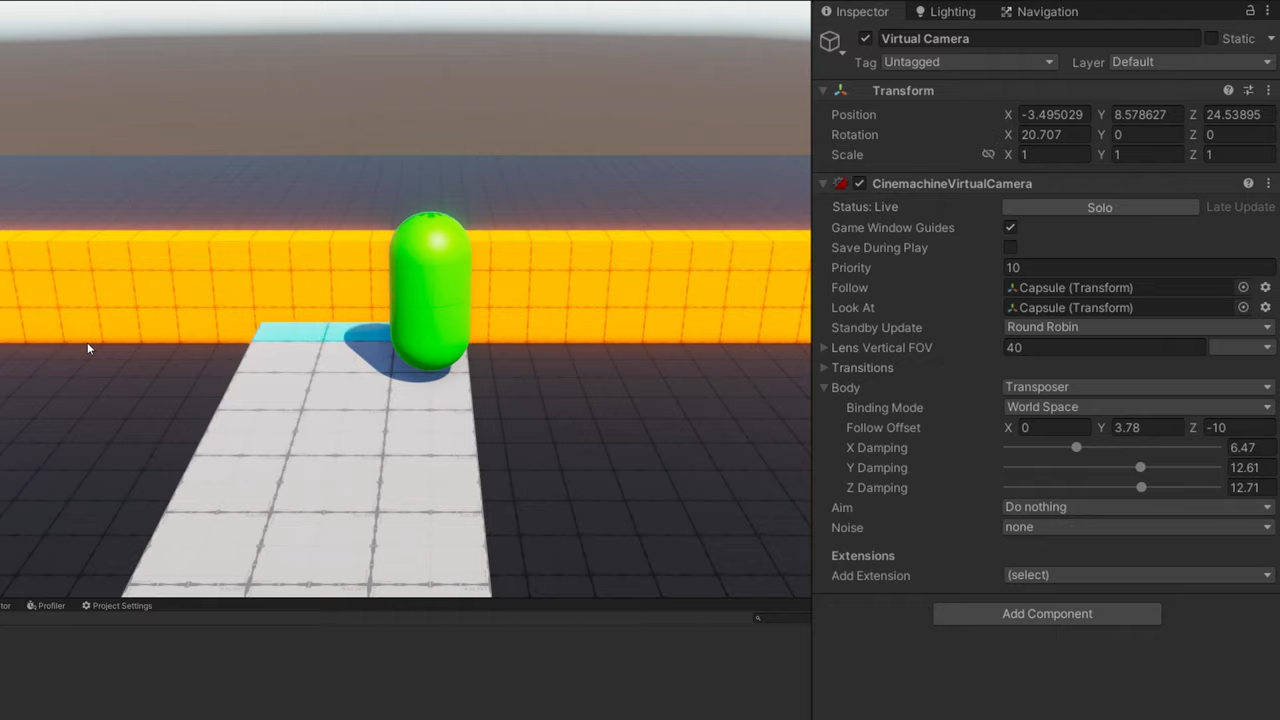 Inspector Lighting Navigation
Virtual Camera Static
Tag Untagged Layer Default
Transform
Position X -3.495029 Y 8.578627 Z 24.53895
Rotation X 20.707 Y 0 Z 0
Scale X 1 Y 1 Z 1
CinemachineVirtualCamera
Status: Live Solo Late Update
Game Window Guides
Save During Play
Priority 10
Follow Capsule (Transform)
Look At Capsule (Transform)
Standby Update Round Robin
Lens Vertical FOV 40
Transitions
Body Transposer
Binding Mode World Space
Follow Offset X 0 Y 3.78 Z -10
X Damping 6.47
Y Damping 12.61
Z Damping 12.71
Aim Do nothing
Noise none
Extensions
Add Extension (select)
Add Component
tor Profiler Project Settings